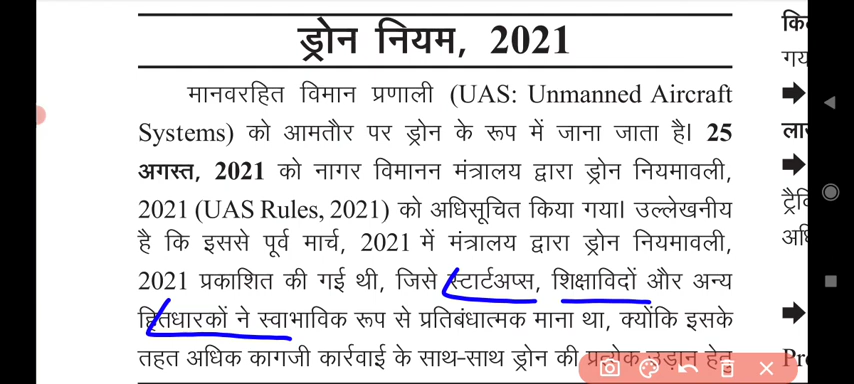 ड्रोन नियम, 2021
मानवरहित विमान प्रणाली (UAS: Unmanned Aircraft
Systems) को आमतौर पर ड्रोन के रूप में जाना जाता है। 25
अगस्त, 2021 को नागर विमानन मंत्रालय द्वारा ड्रोन नियमावली,
2021 (UAS Rules, 2021) को अधिसूचित किया गया। उल्लेखनीय
है कि इससे पूर्व मार्च, 2021 में मंत्रालय द्वारा ड्रोन नियमावली,
2021 प्रकाशित की गई थी, जिसे स्टार्टअप्स, शिक्षाविदों और अन्य
हितधारकों ने स्वाभाविक रूप से प्रतिबंधात्मक माना था, क्योंकि इसके
तहत अधिक कागजी कार्रवाई के साथ-साथ ड्रोन की प्रत्येक उड़ान हेतु